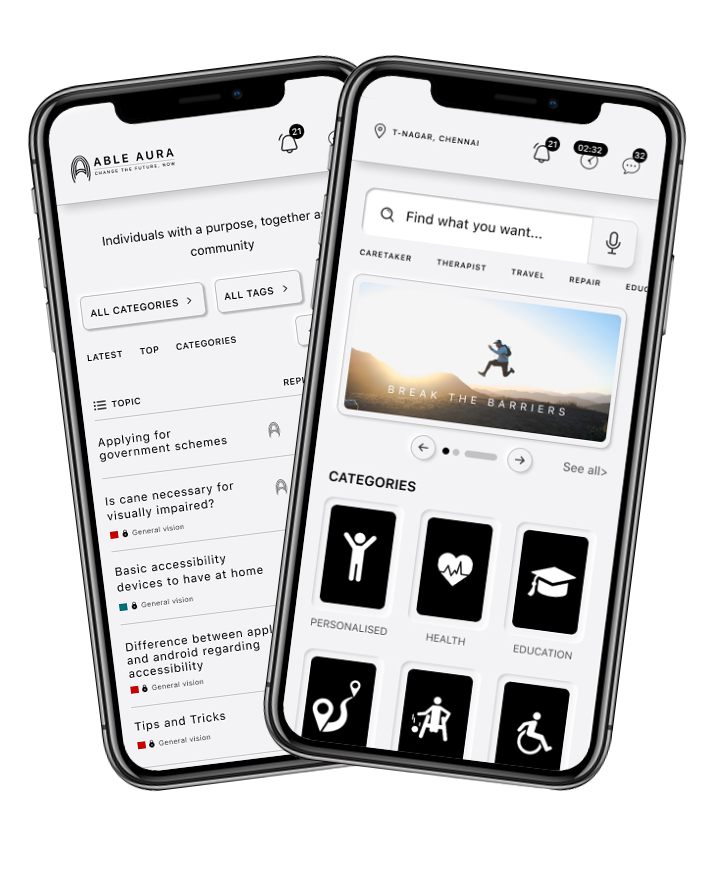 ABLE AURA
CHANGE THE FUTURE, NOW
21
Individuals with a purpose, together a
community
ALL CATEGORIES >
ALL TAGS >
LATEST TOP CATEGORIES
TOPIC
REPL
Applying for
government schemes
Is cane necessary for
visually impaired?
General vision
Basic accessibility
devices to have at home
General vision
Difference between appl
and android regarding
accessibility
General vision
Tips and Tricks
General vision
T-NAGAR, CHENNAI
21
02:32
32
Find what you want...
CARETAKER THERAPIST TRAVEL REPAIR EDUC
BREAK THE BARRIERS
See all>
CATEGORIES
PERSONALISED
HEALTH
EDUCATION